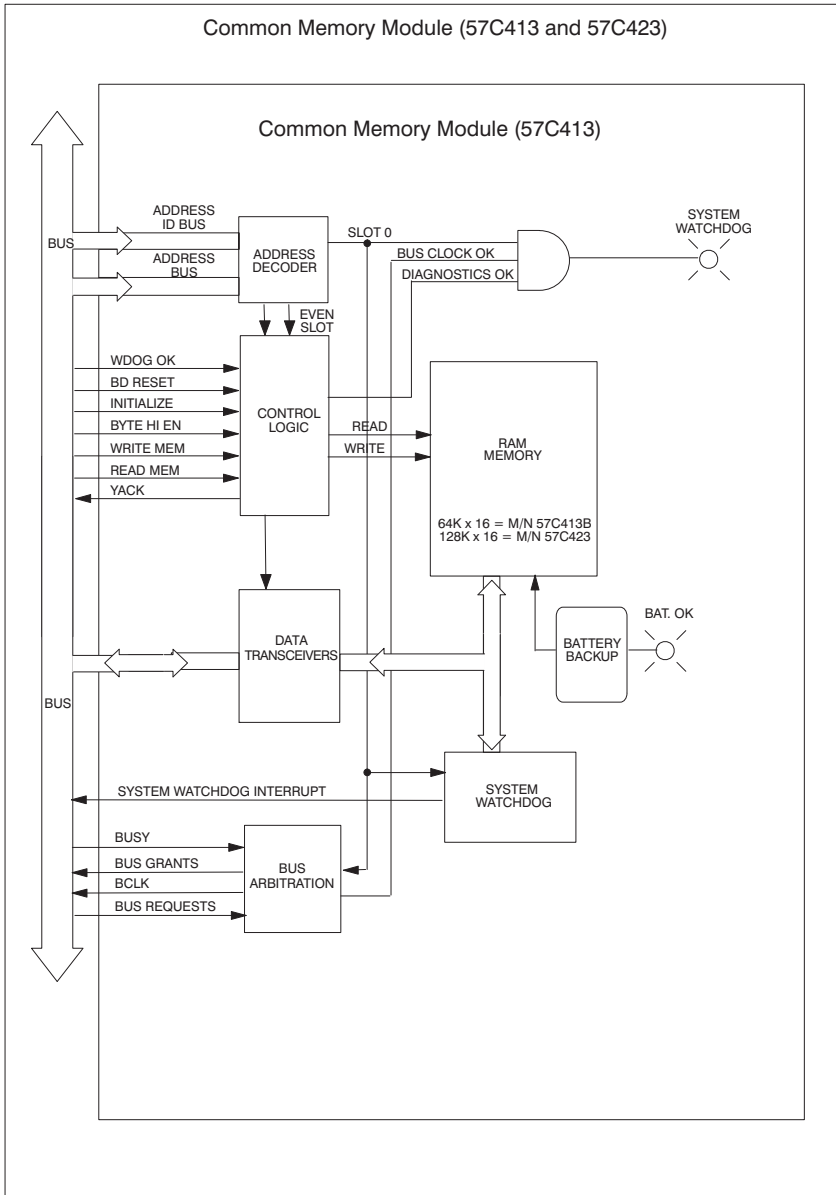 Common Memory Module (57C413 and 57C423)
Common Memory Module (57C413)
ADDRESS
ID BUS
BUS
ADDRESS
BUS
ADDRESS
DECODER
SLOT 0
BUS CLOCK OK
DIAGNOSTICS OK
SYSTEM
WATCHDOG
EVEN
SLOT
WDOG OK
BD RESET
INITIALIZE
BYTE HI EN
WRITE MEM
READ MEM
YACK
CONTROL
LOGIC
READ
WRITE
RAM
MEMORY
64K x 16 = M/N 57C413B
128K x 16 = M/N 57C423
DATA
TRANSCEIVERS
BATTERY
BACKUP
BAT. OK
BUS
SYSTEM WATCHDOG INTERRUPT
SYSTEM
WATCHDOG
BUSY
BUS GRANTS
BCLK
BUS REQUESTS
BUS
ARBITRATION